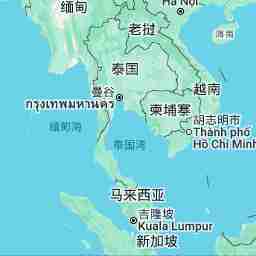 缅甸
Ha Noi
老挝
海南
泰国
曼谷
กรุงเทพมหานคร
越南
柬埔寨
胡志明市
Thành phố
Hồ Chí Minh
缅甸海
泰国湾
马来西亚
吉隆坡
Kuala Lumpur
新加坡